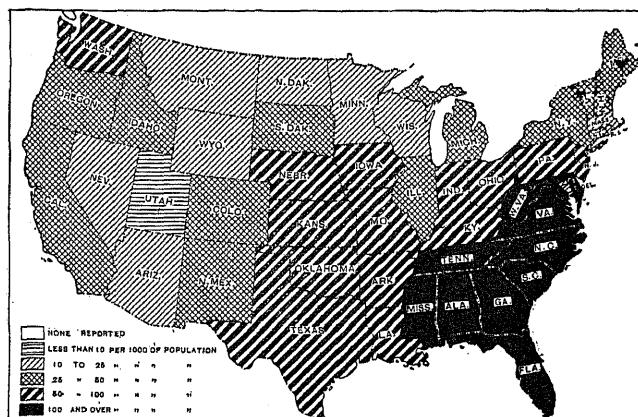 WASH.
MONT.
N. DAK.
MINN.
OREGON
IDAHO
S. DAK.
WIS.
MICH.
WYO.
N.Y.
PA.
NEBR.
IOWA
NEV.
UTAH
ILL.
IND.
OHIO
W.VA.
COLO.
VA.
CAL.
KANS.
MO.
KY.
N. C.
TENN.
OKLAHOMA
ARIZ.
N. MEX.
ARK.
S. C.
MISS.
ALA.
GA.
TEXAS
LA.
FLA.
NONE REPORTED
LESS THAN 10 PER 1000 OF POPULATION
10 TO 25 " " " "
25 " 50 " " " "
50 " 100 " " " "
100 AND OVER " " " "